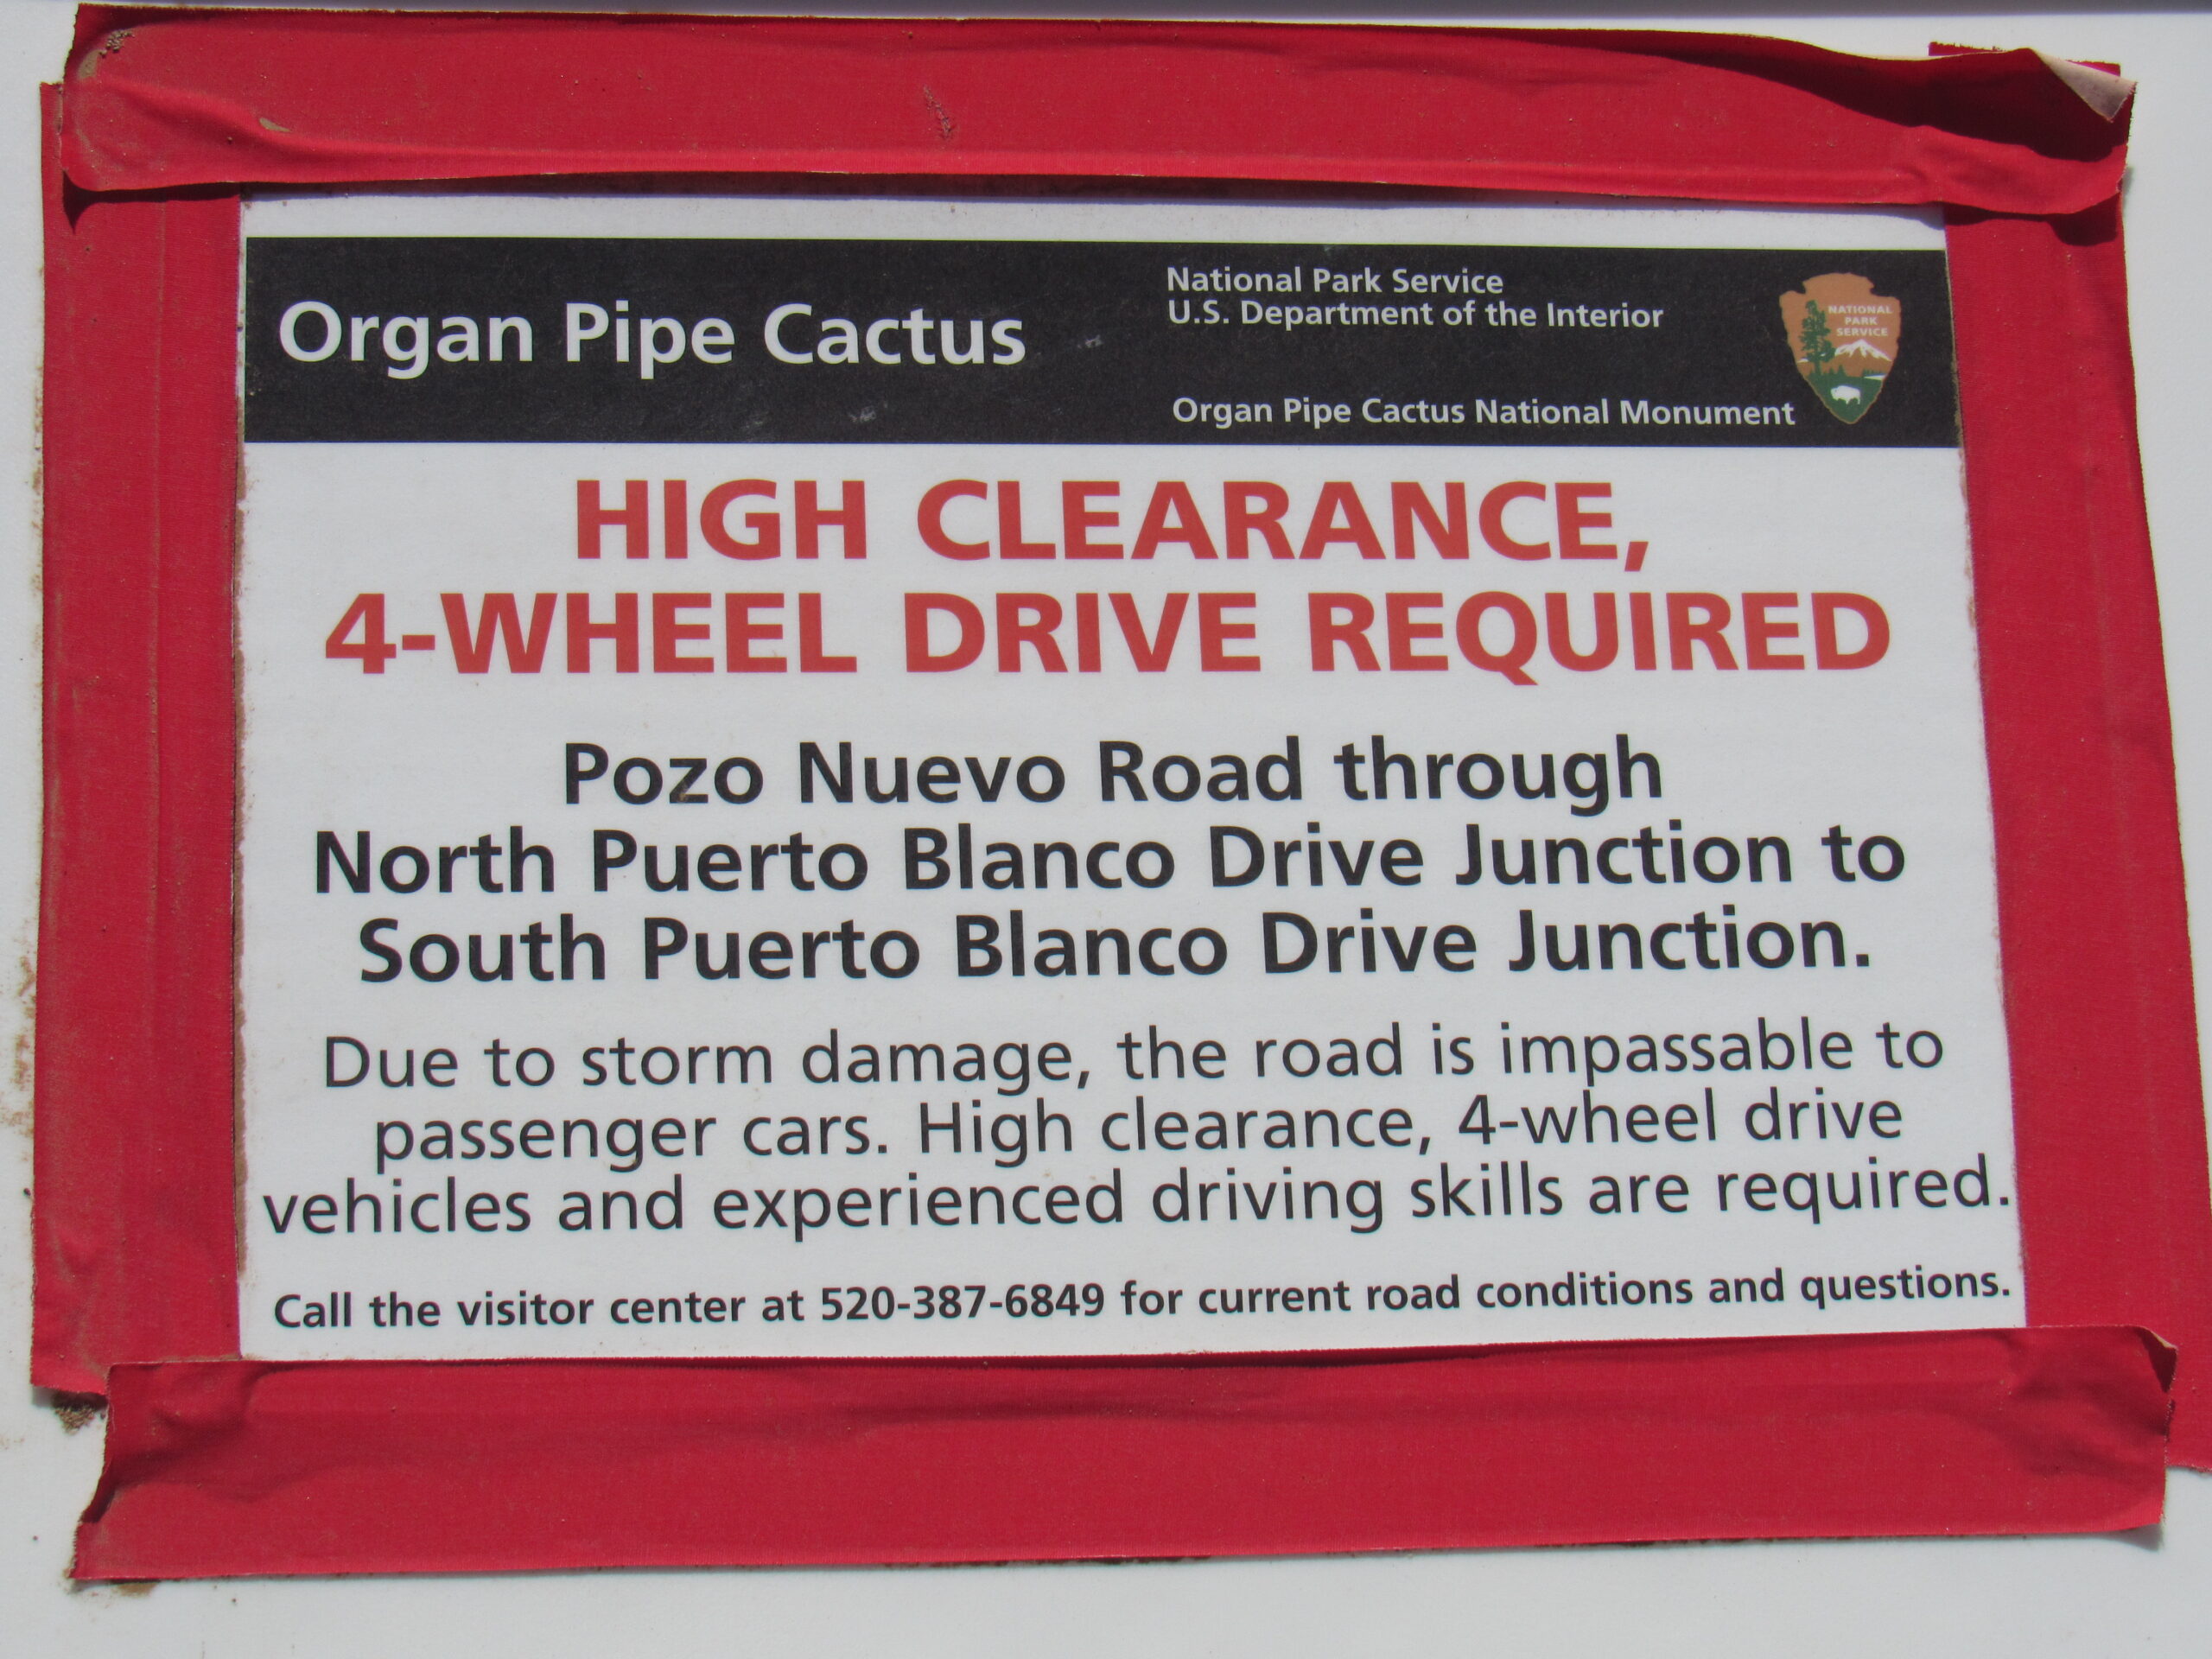 Organ Pipe Cactus
National Park Service
U.S. Department of the Interior
Organ Pipe Cactus National Monument
NATIONAL
PARK
SERVICE
HIGH CLEARANCE,
4-WHEEL DRIVE REQUIRED
Pozo Nuevo Road through
North Puerto Blanco Drive Junction to
South Puerto Blanco Drive Junction.
Due to storm damage, the road is impassable to
passenger cars. High clearance, 4-wheel drive
vehicles and experienced driving skills are required.
Call the visitor center at 520-387-6849 for current road conditions and questions.